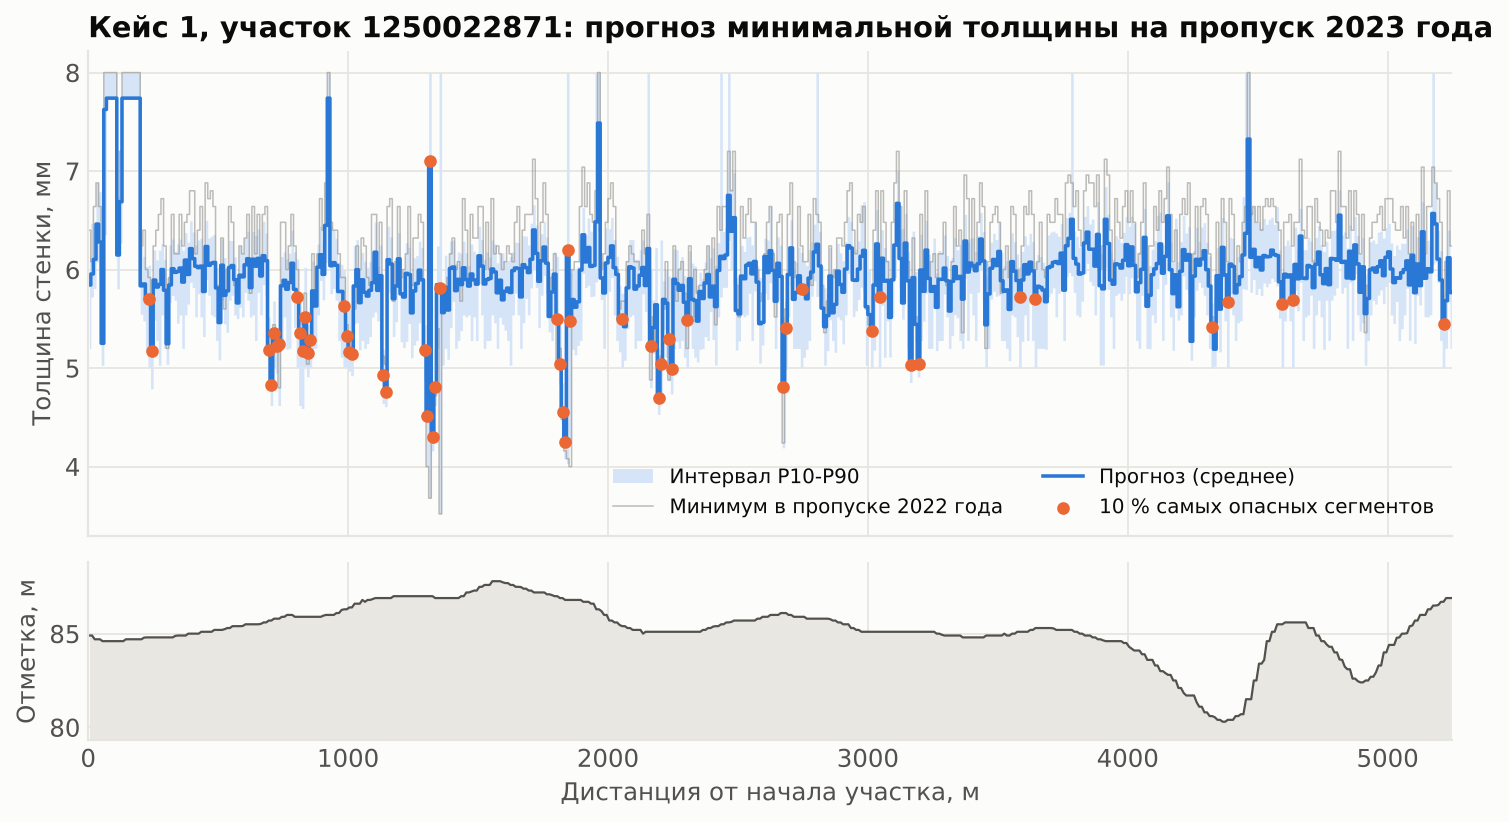 Кейс 1, участок 1250022871: прогноз минимальной толщины на пропуск 2023 года
Толщина стенки, мм
8
7
6
5
4
Интервал P10-P90
Минимум в пропуске 2022 года
Прогноз (среднее)
10 % самых опасных сегментов
Отметка, м
85
80
0 1000 2000 3000 4000 5000
Дистанция от начала участка, м